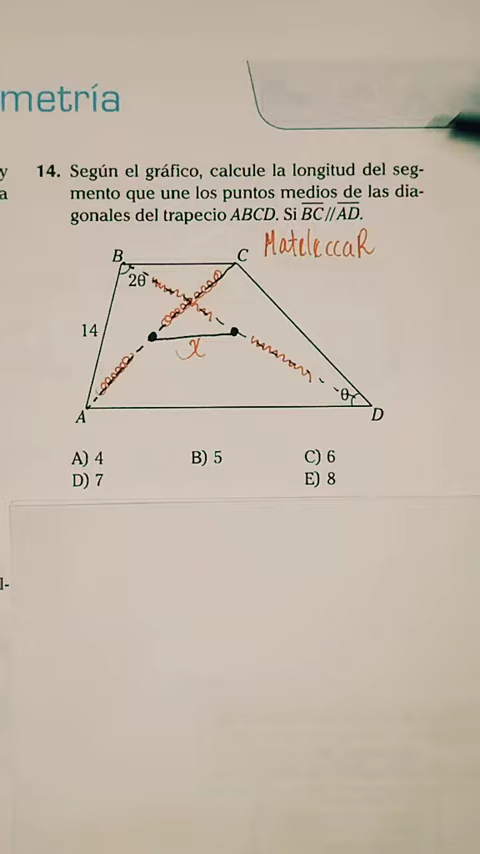 metría
y
a
14. Según el gráfico, calcule la longitud del seg-
mento que une los puntos medios de las dia-
gonales del trapecio ABCD. Si BC//AD.
MateleccaR
B
C
2θ
14
x
θ
A
D
A) 4
B) 5
C) 6
D) 7
E) 8
l-